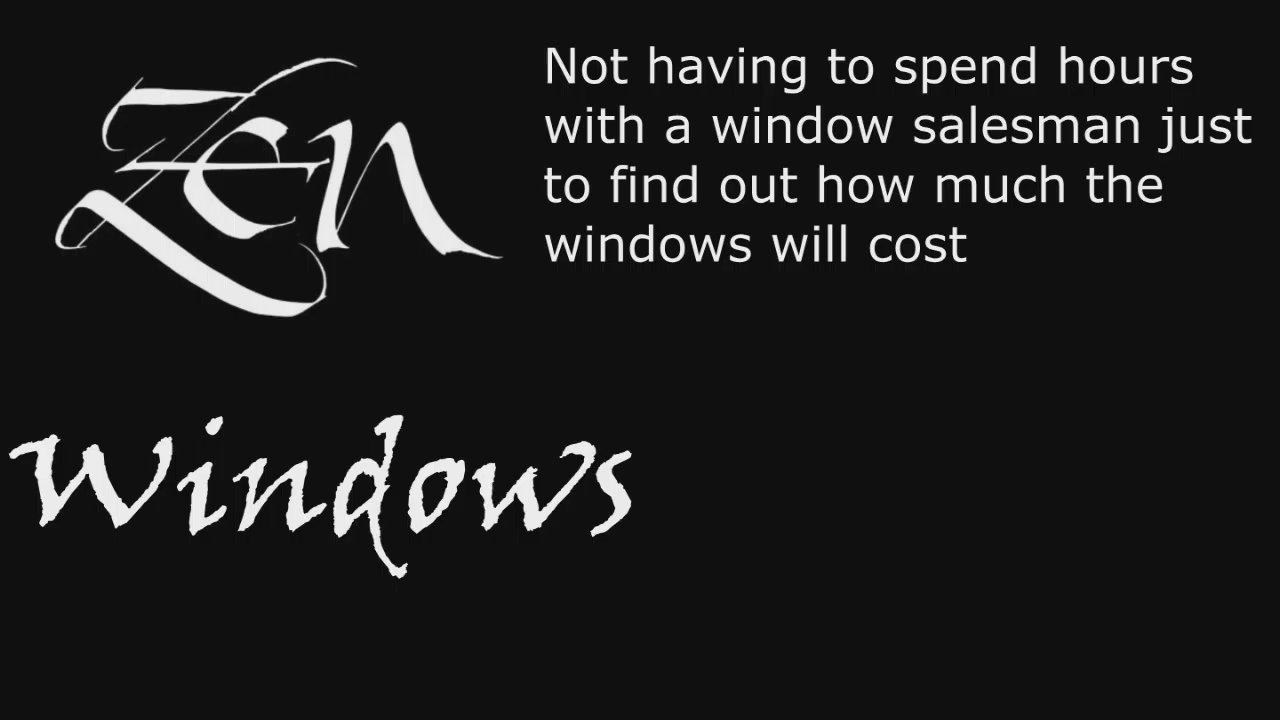 Zen
Not having to spend hours
with a window salesman just
to find out how much the
windows will cost
Windows